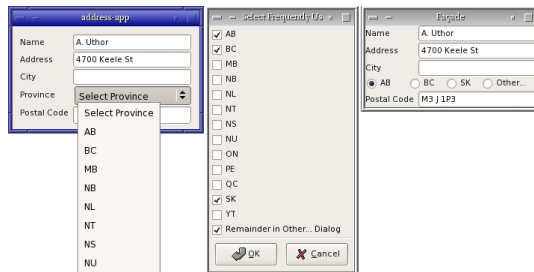 address-app
Name A. Uthor
Address 4700 Keele St
City
Province Select Province
Postal Code
Select Province
AB
BC
MB
NB
NL
NT
NS
NU
Select Frequently Us
AB
BC
MB
NB
NL
NT
NS
NU
ON
PE
QC
SK
YT
Remainder in Other... Dialog
OK Cancel
Façade
Name A. Uthor
Address 4700 Keele St
City
AB BC SK Other...
Postal Code M3 J 1P3